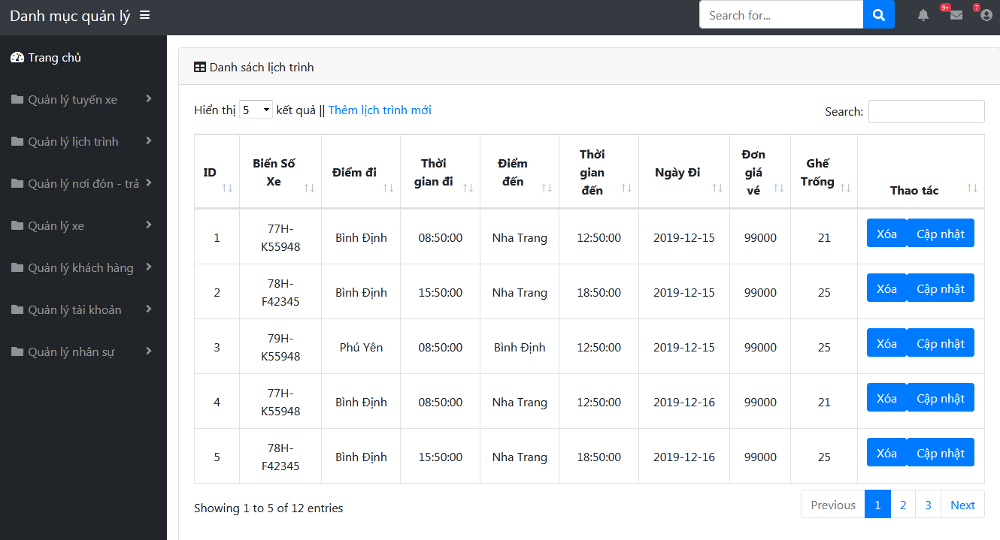 Danh mục quản lý
Search for...
9+
7
Trang chủ
Quản lý tuyến xe
Quản lý lịch trình
Quản lý nơi đón - trả
Quản lý xe
Quản lý khách hàng
Quản lý tài khoản
Quản lý nhân sự
Danh sách lịch trình
Hiển thị 5 kết quả || Thêm lịch trình mới
Search:
ID
Biển Số
Xe
Điểm đi
Thời
gian đi
Điểm
đến
Thời
gian
đến
Ngày Đi
Đơn
giá
vé
Ghế
Trống
Thao tác
1
77H-
K55948
Bình Định
08:50:00
Nha Trang
12:50:00
2019-12-15
99000
21
Xóa
Cập nhật
2
78H-
F42345
Bình Định
15:50:00
Nha Trang
18:50:00
2019-12-15
99000
25
Xóa
Cập nhật
3
79H-
K55948
Phú Yên
08:50:00
Bình Định
12:50:00
2019-12-15
99000
25
Xóa
Cập nhật
4
77H-
K55948
Bình Định
08:50:00
Nha Trang
12:50:00
2019-12-16
99000
21
Xóa
Cập nhật
5
78H-
F42345
Bình Định
15:50:00
Nha Trang
18:50:00
2019-12-16
99000
25
Xóa
Cập nhật
Showing 1 to 5 of 12 entries
Previous
1
2
3
Next